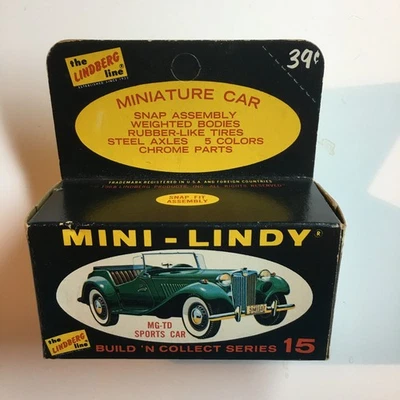 39¢
the
LINDBERG®
line
MINIATURE CAR
SNAP ASSEMBLY
WEIGHTED BODIES
RUBBER-LIKE TIRES
STEEL AXLES 5 COLORS
CHROME PARTS
TRADEMARK REGISTERED IN U.S.A AND FOREIGN COUNTRIES
SNAP FIT
ASSEMBLY
MINI-LINDY®
MG-TD
SPORTS CAR
the
LINDBERG
line
BUILD 'N COLLECT SERIES 15